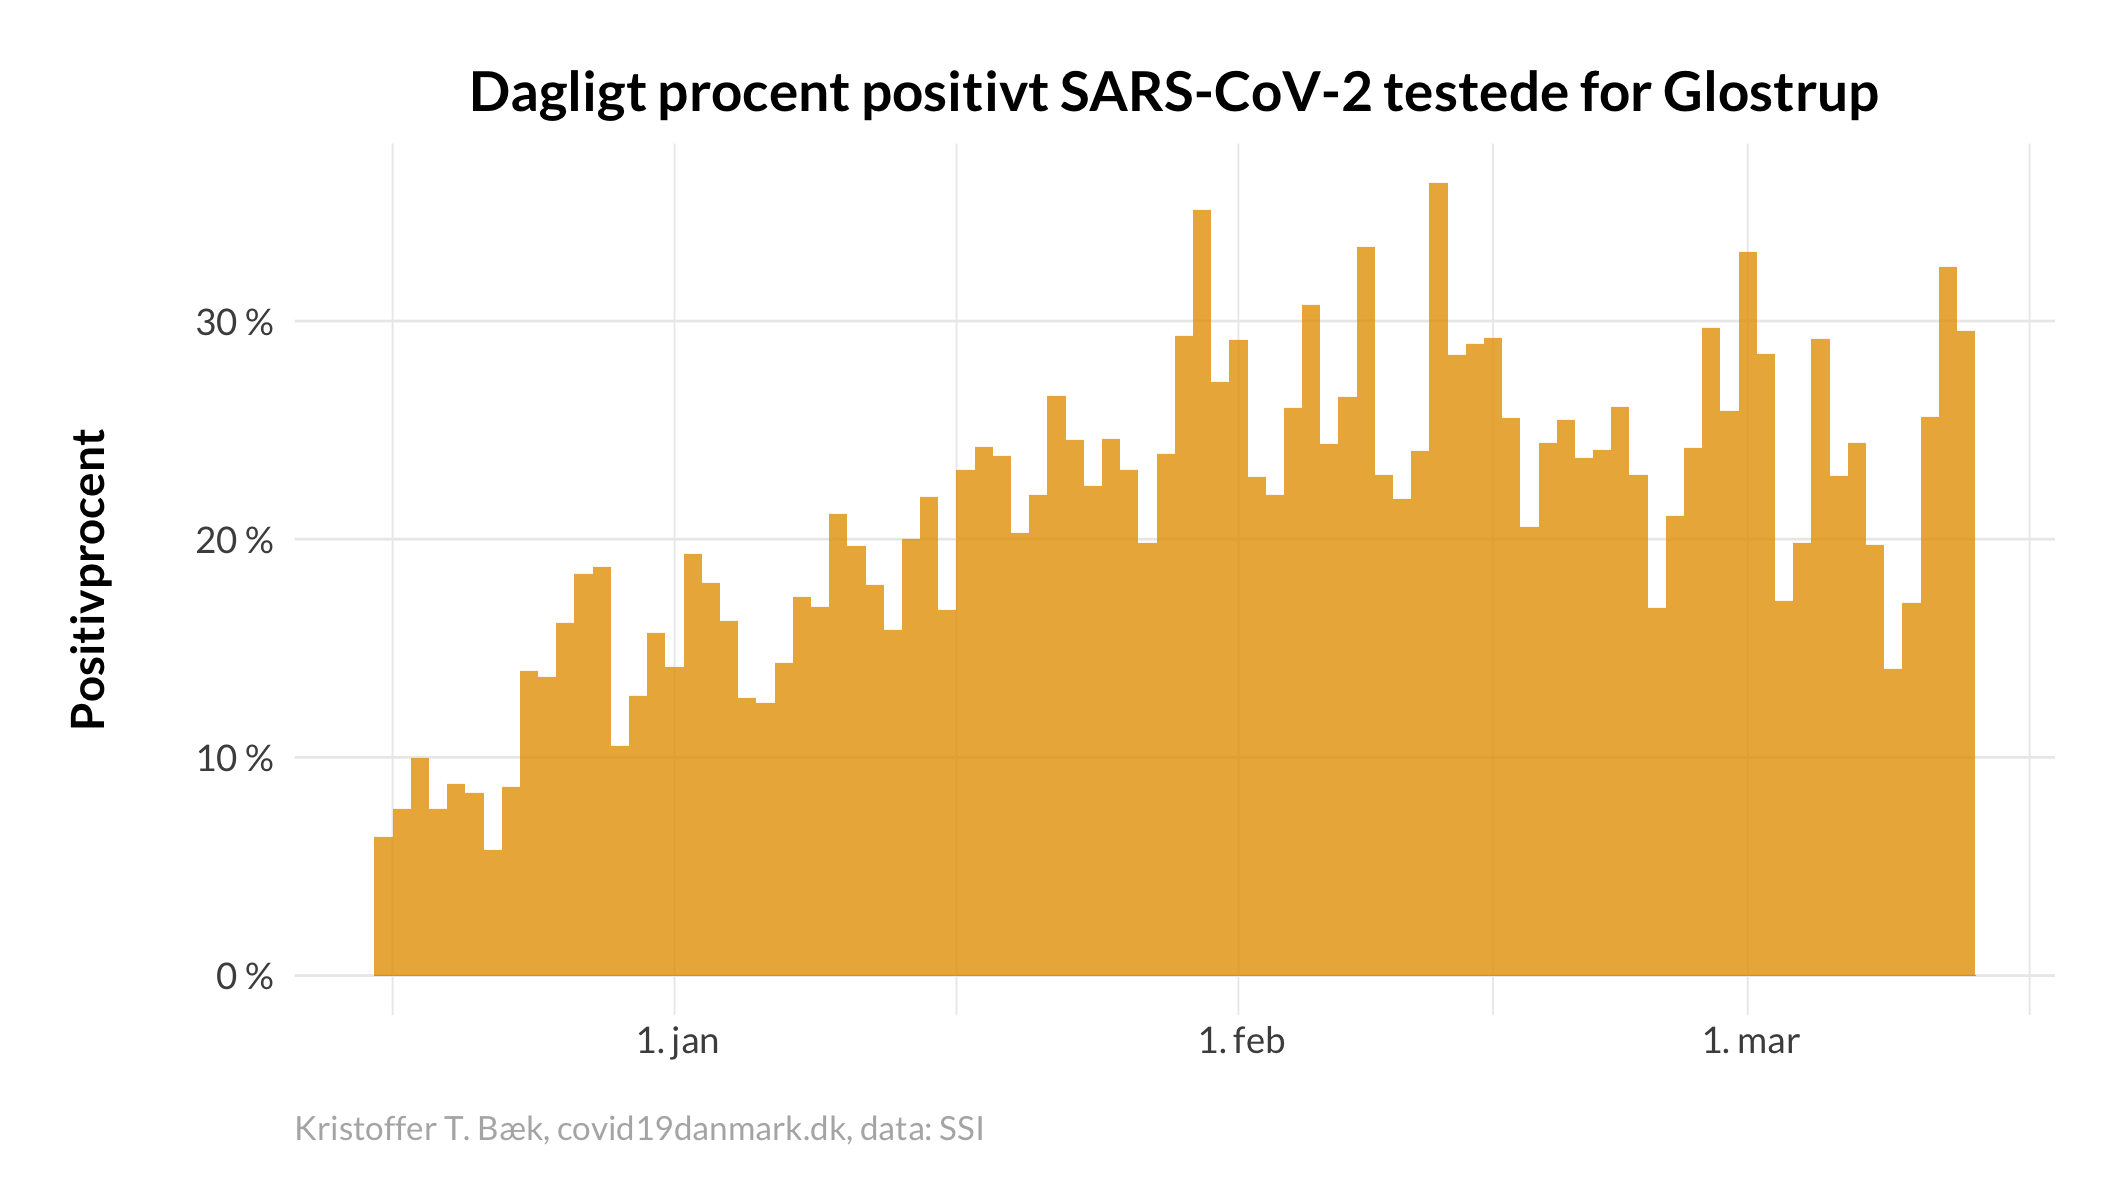 Dagligt procent positivt SARS-CoV-2 testede for Glostrup
Positivprocent
30 %
20 %
10 %
0 %
1. jan
1. feb
1. mar
Kristoffer T. Bæk, covid19danmark.dk, data: SSI